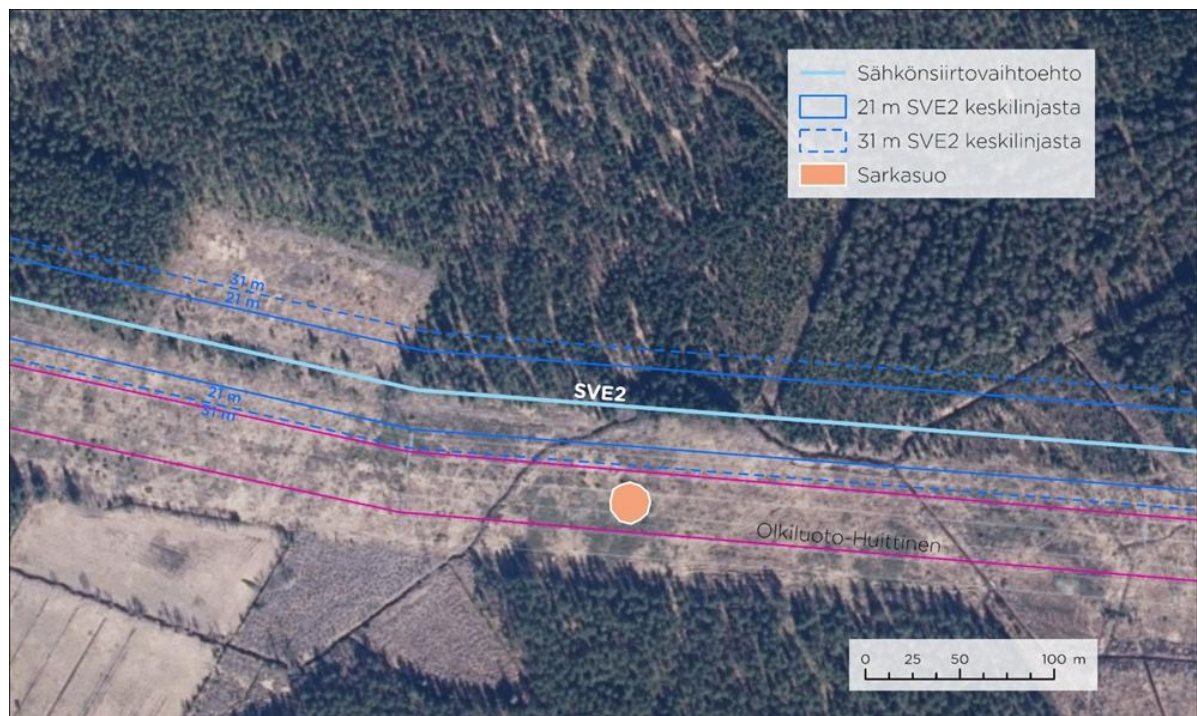 Sähkönsiirtovaihtoehto
21 m SVE2 keskilinjasta
31 m SVE2 keskilinjasta
Sarkasuo
31 m
21 m
SVE2
21 m
31 m
Olkiluoto-Huittinen
0 25 50 100 m